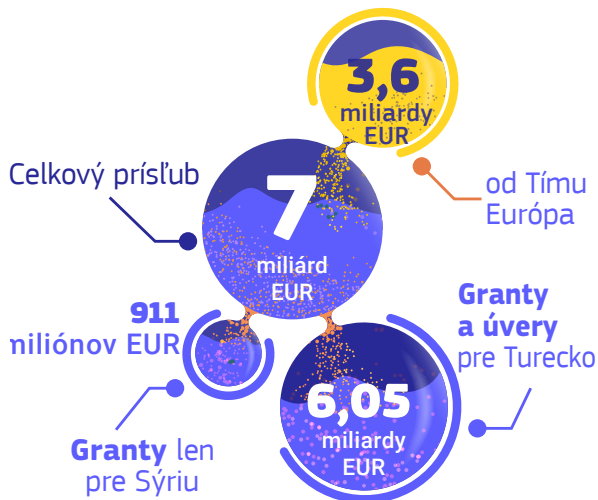 3,6
miliardy
EUR
od Tímu
Európa
Celkový prísľub
7
miliárd
EUR
911
miliónov EUR
Granty len
pre Sýriu
Granty
a úvery
pre Turecko
6,05
miliardy
EUR